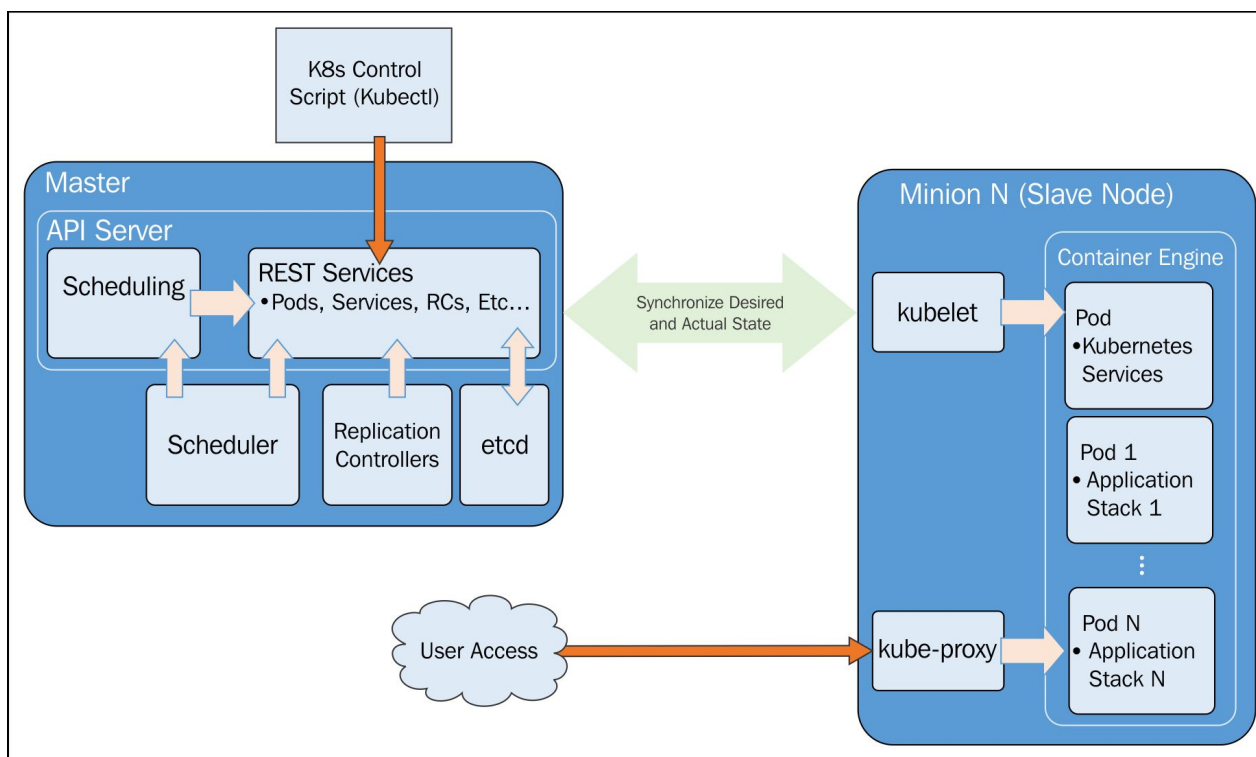 K8s Control
Script (Kubectl)
Master
API Server
Scheduling
REST Services
•Pods, Services, RCs, Etc...
Scheduler
Replication
Controllers
etcd
Synchronize Desired
and Actual State
Minion N (Slave Node)
Container Engine
kubelet
Pod
•Kubernetes
Services
Pod 1
• Application
Stack 1
⋮
User Access
kube-proxy
Pod N
• Application
Stack N